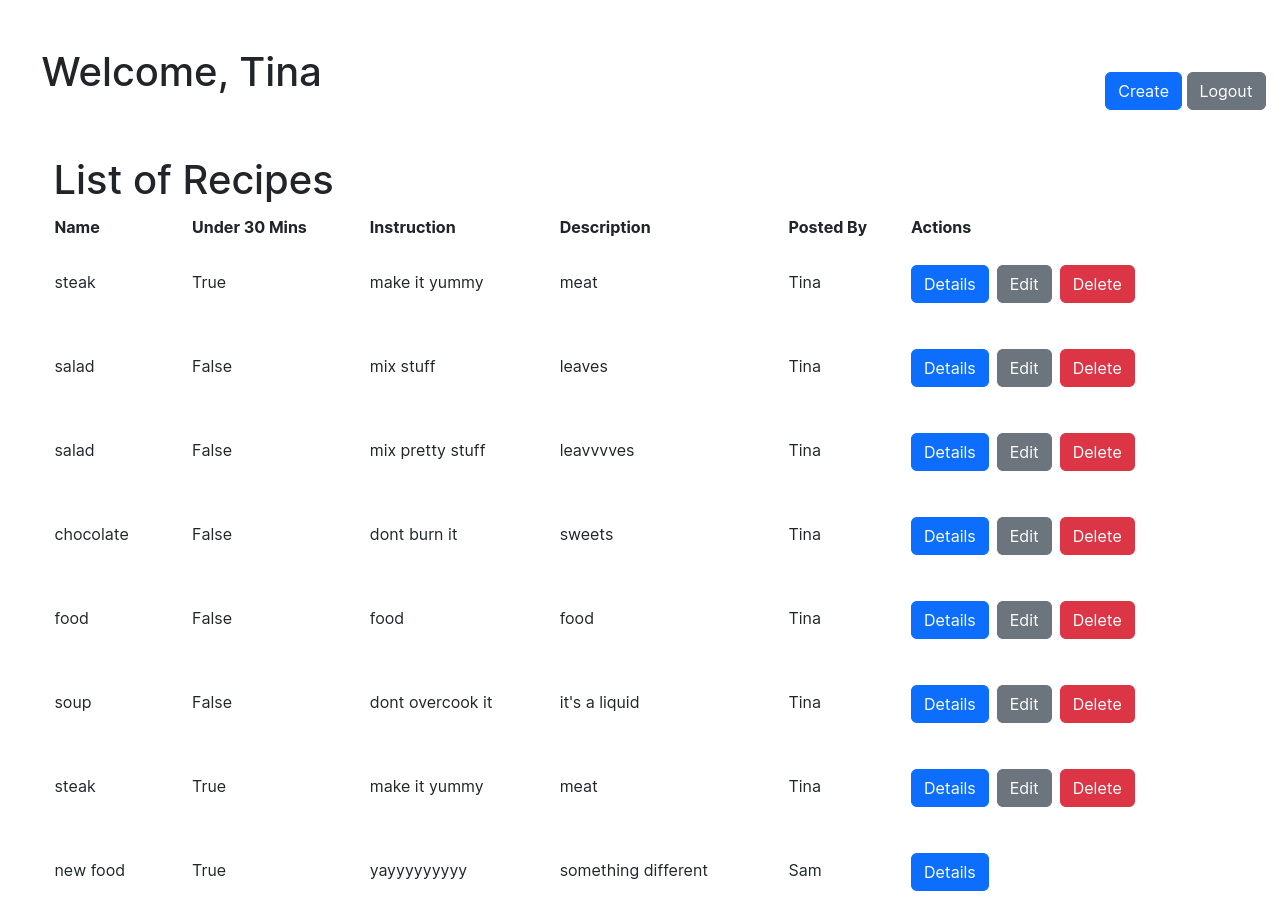 Welcome, Tina
Create Logout
List of Recipes
Name Under 30 Mins Instruction Description Posted By Actions
steak True make it yummy meat Tina Details Edit Delete
salad False mix stuff leaves Tina Details Edit Delete
salad False mix pretty stuff leavvvves Tina Details Edit Delete
chocolate False dont burn it sweets Tina Details Edit Delete
food False food food Tina Details Edit Delete
soup False dont overcook it it's a liquid Tina Details Edit Delete
steak True make it yummy meat Tina Details Edit Delete
new food True yayyyyyyyyy something different Sam Details